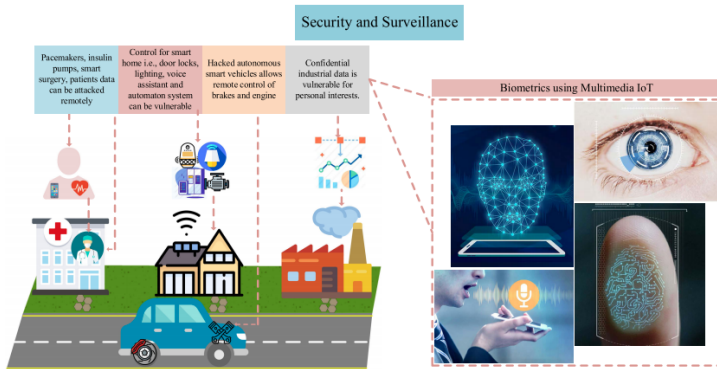 Security and Surveillance
Pacemakers, insulin
pumps, smart
surgery, patients data
can be attacked
remotely
Control for smart
home i.e., door locks,
lighting, voice
assistant and
automaton system
can be vulnerable
Hacked autonomous
smart vehicles allows
remote control of
brakes and engine
Confidential
industrial data is
vulnerable for
personal interests.
Biometrics using Multimedia IoT